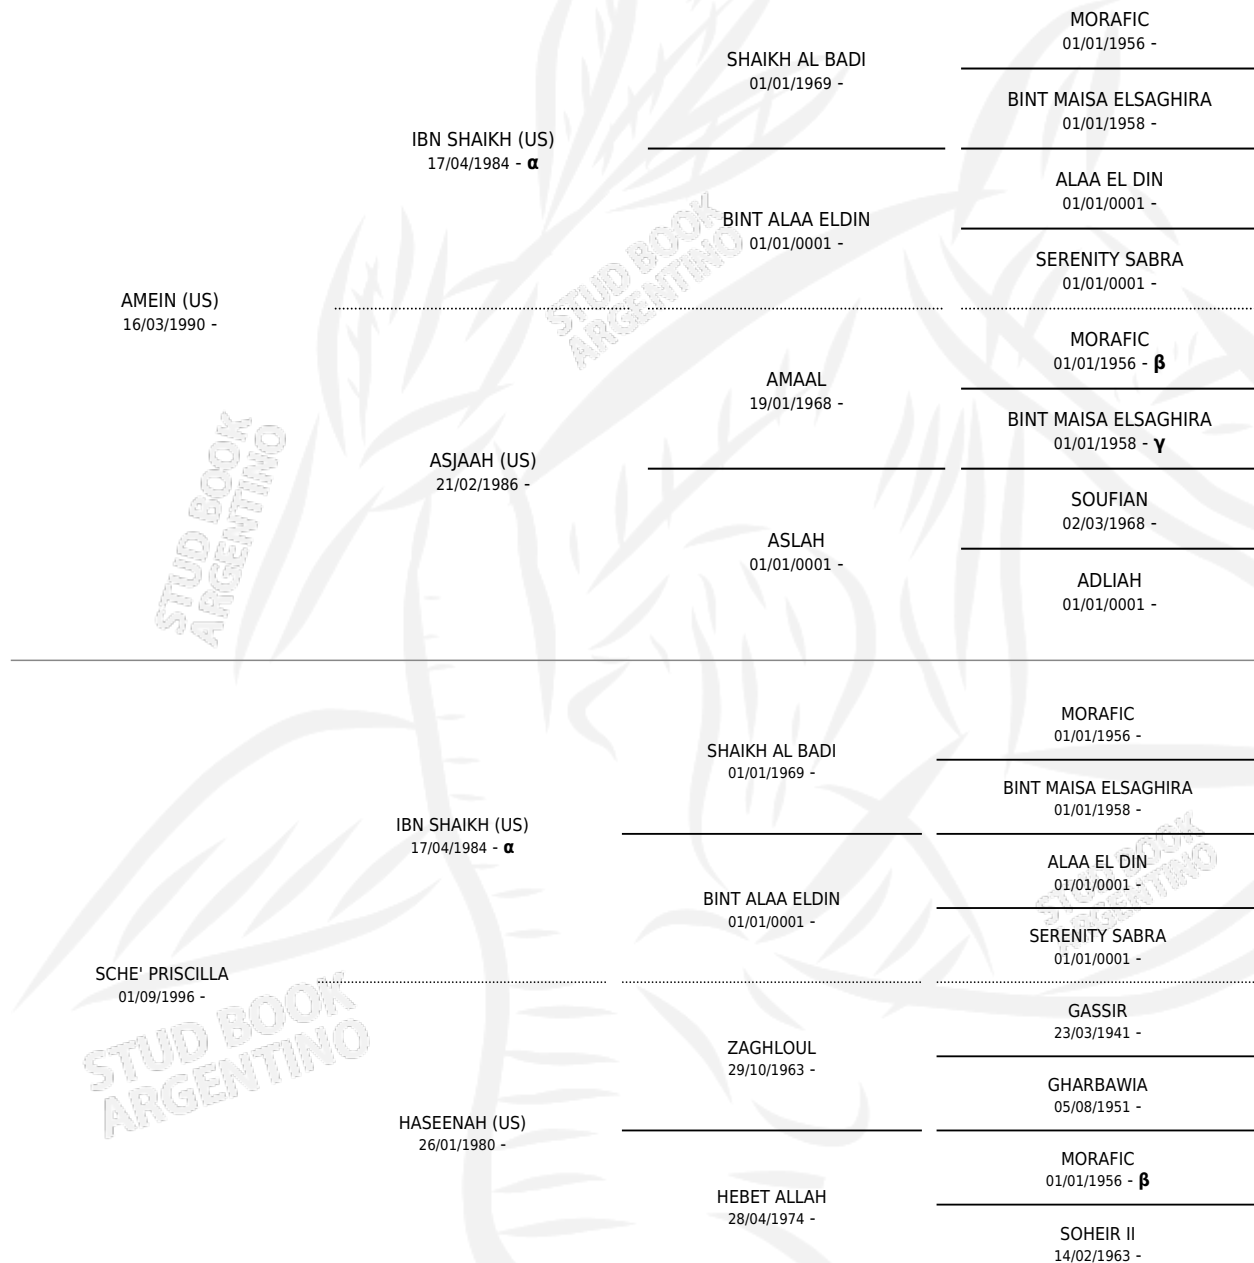 MORAFIC
01/01/1956 -
SHAIKH AL BADI
01/01/1969 -
BINT MAISA ELSAGHIRA
01/01/1958 -
IBN SHAIKH (US)
17/04/1984 - α
ALAA EL DIN
01/01/0001 -
BINT ALAA ELDIN
01/01/0001 -
SERENITY SABRA
01/01/0001 -
AMEIN (US)
16/03/1990 -
MORAFIC
01/01/1956 - β
AMAAL
19/01/1968 -
BINT MAISA ELSAGHIRA
01/01/1958 - γ
ASJAAH (US)
21/02/1986 -
SOUFIAN
02/03/1968 -
ASLAH
01/01/0001 -
ADLIAH
01/01/0001 -
STUD BOOK
ARGENTINO
STUD BOOK
ARGENTINO
MORAFIC
01/01/1956 -
SHAIKH AL BADI
01/01/1969 -
BINT MAISA ELSAGHIRA
01/01/1958 -
IBN SHAIKH (US)
17/04/1984 - α
ALAA EL DIN
01/01/0001 -
BINT ALAA ELDIN
01/01/0001 -
SERENITY SABRA
01/01/0001 -
SCHE' PRISCILLA
01/09/1996 -
GASSIR
23/03/1941 -
ZAGHLOUL
29/10/1963 -
GHARBAWIA
05/08/1951 -
HASEENAH (US)
26/01/1980 -
MORAFIC
01/01/1956 - β
HEBET ALLAH
28/04/1974 -
SOHEIR II
14/02/1963 -
STUD BOOK
ARGENTINO
STUD BOOK
ARGENTINO